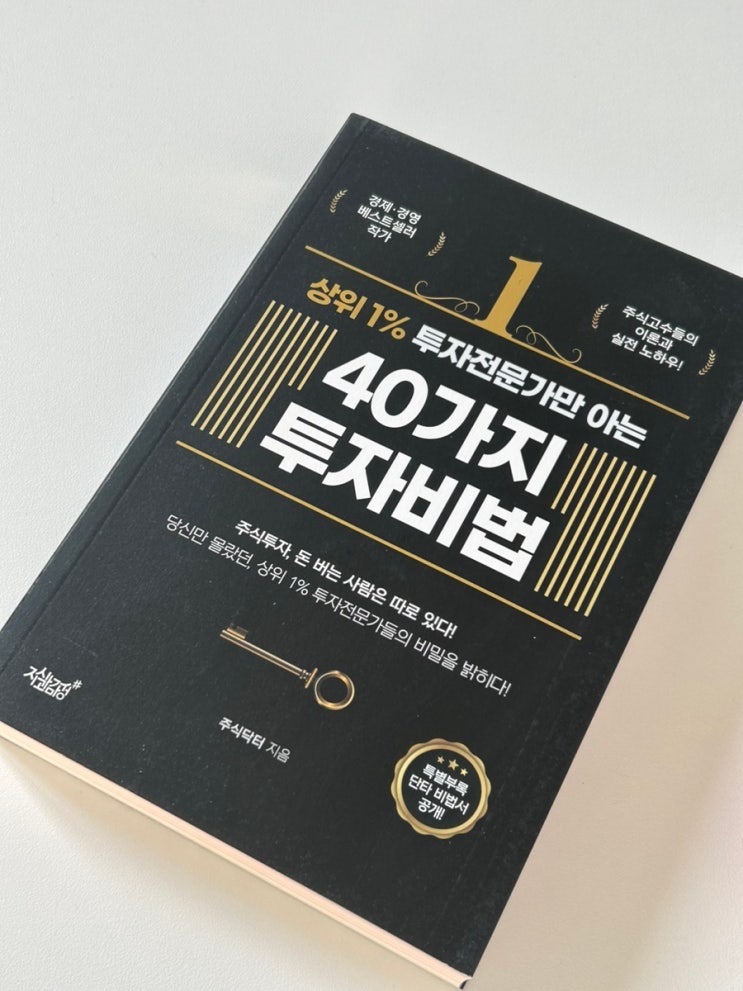 경제·경영
베스트셀러
작가
1
주식고수들의
이론과
실전 노하우!
상위 1% 투자전문가만 아는
40가지
투자비법
주식투자, 돈 버는 사람은 따로 있다!
당신만 몰랐던, 상위 1% 투자전문가들의 비밀을 밝히다!
지식과감성#
주식닥터 지음
특별부록
단타 비법서
공개!